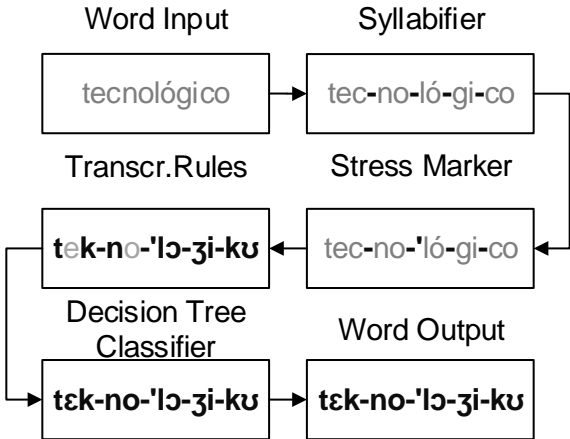 Word Input
tecnológico
Syllabifier
tec-no-ló-gi-co
Stress Marker
tec-no-'ló-gi-co
Transcr.Rules
tek-no-'lɔ-ʒi-kʊ
Decision Tree
Classifier
tɛk-no-'lɔ-ʒi-kʊ
Word Output
tɛk-no-'lɔ-ʒi-kʊ